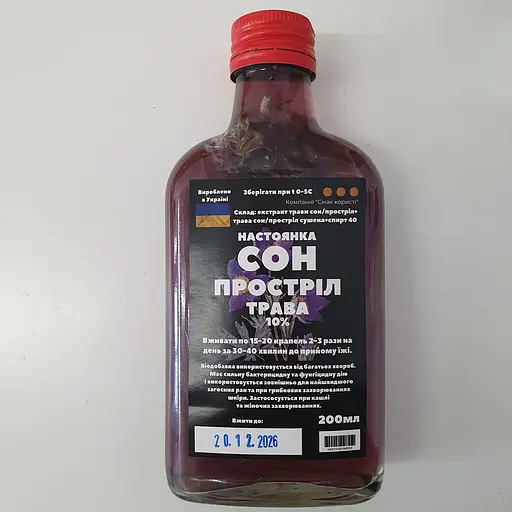 Вироблено
в Україні
Зберігати при t 0-5С
Компанія "Смак користі"
Склад: екстракт трави сон/простріл+
трава сон/простріл сушена+спирт 40
НАСТОЯНКА
СОН
ПРОСТРІЛ
ТРАВА
10%
Вживати по 15-20 крапель 2-3 рази на
день за 30-40 хвилин до прийому їжі.
Біодобавка використовується від багатьох хвороб.
Має сильну бактерицидну та фунгіцидну дію
і використовується зовнішньо для найшвидшого
загоєння ран та при грибкових захворюваннях
шкіри. Застососується при кашлі
та жіночих захворюваннях.
200мл
Вжити до:
20.12.2026